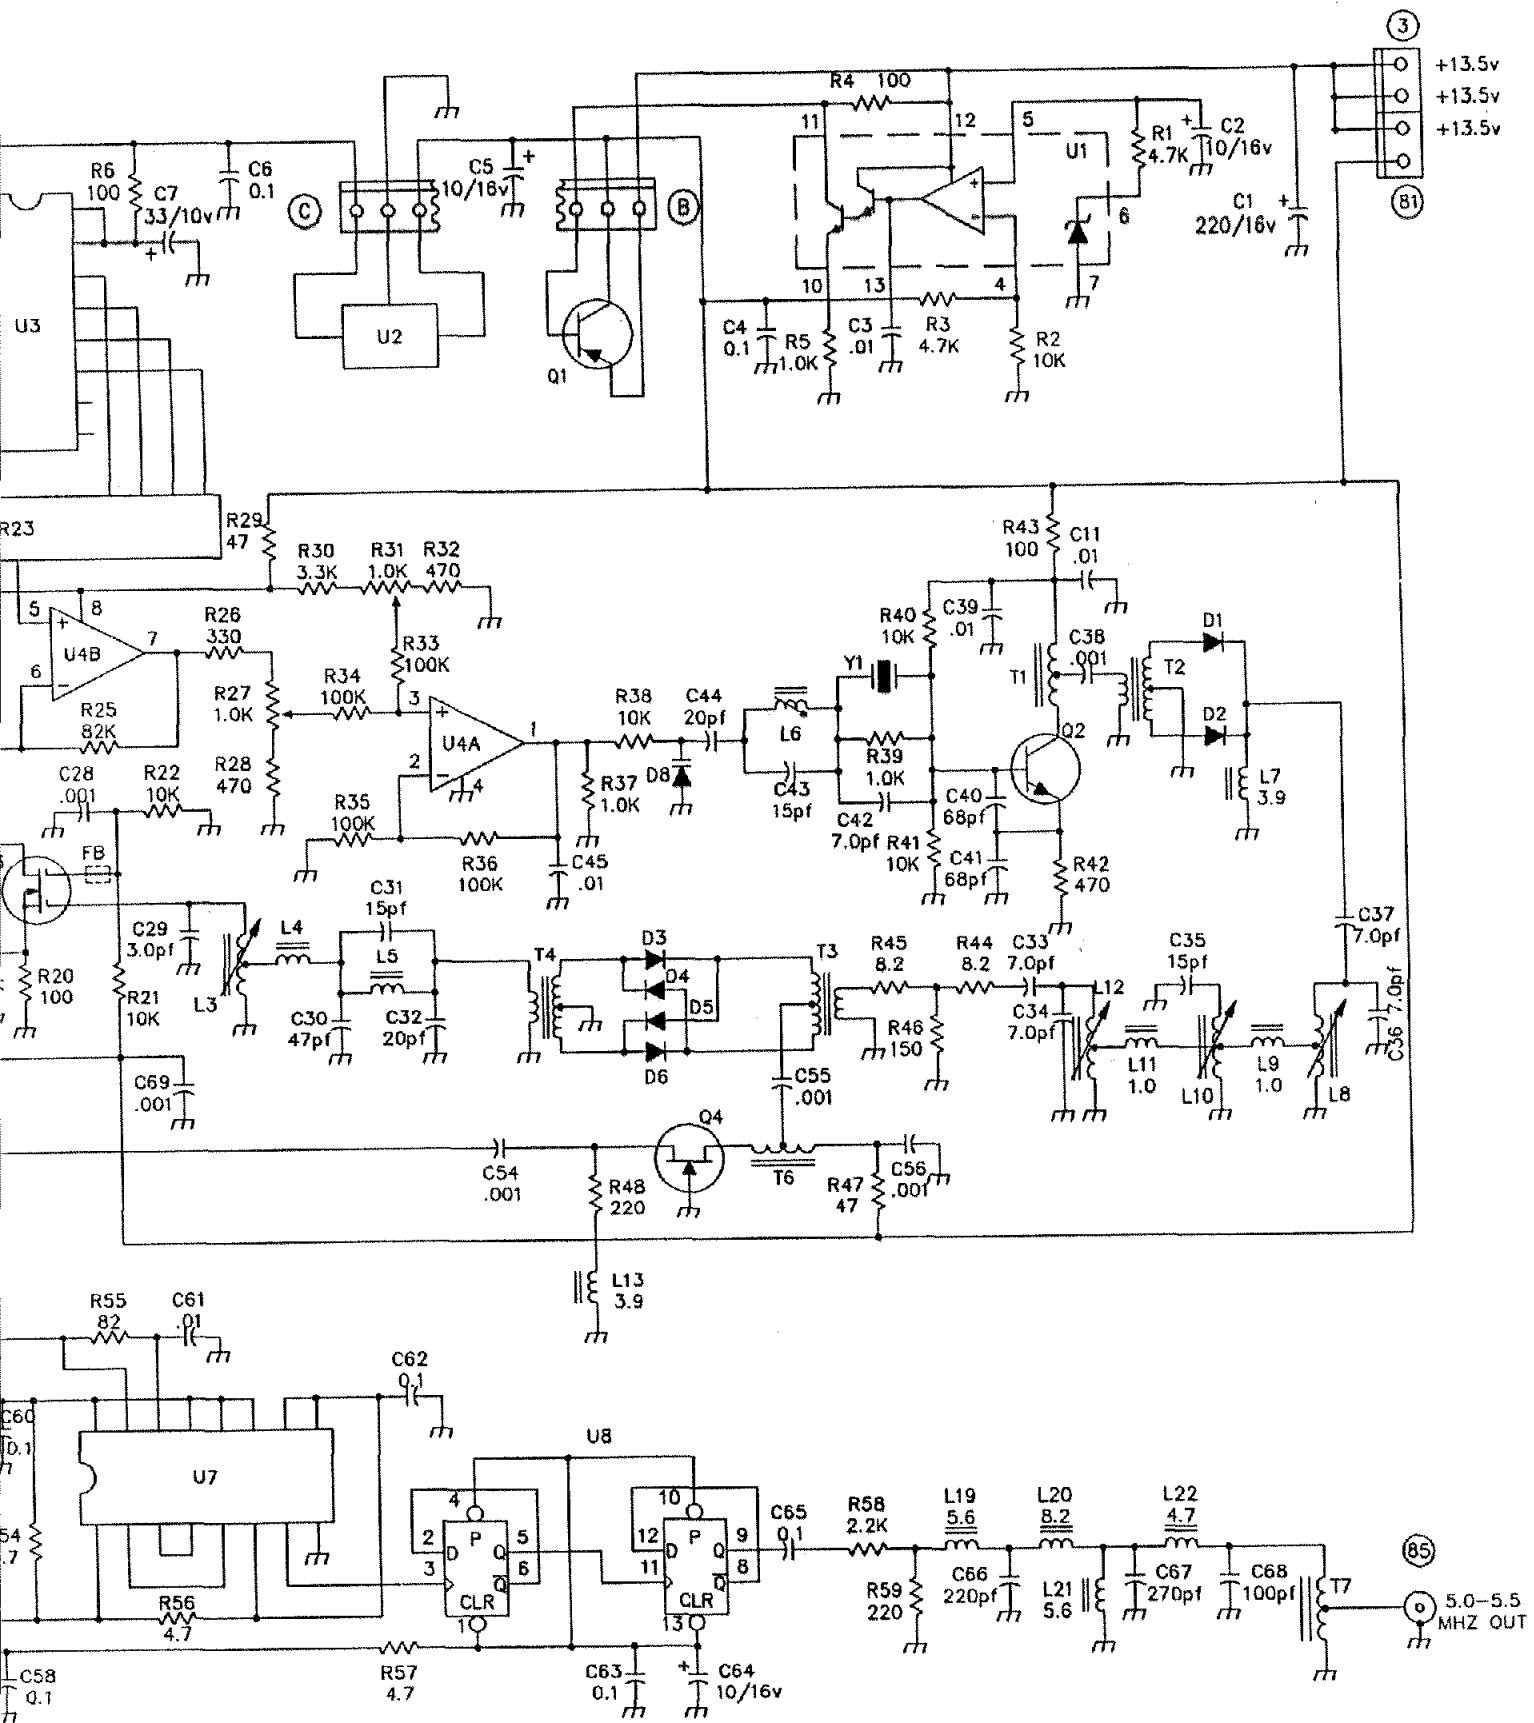 3
+13.5v
+13.5v
+13.5v
81
R4 100
11
12
5
U1
R1
4.7K
C2
10/16v
+
6
7
+
-
10
13
4
C1
220/16v
+
C4
0.1
R5
1.0K
C3
.01
R3
4.7K
R2
10K
R6
100
C7
33/10v
+
C6
0.1
C
C5
10/16v
+
B
U3
U2
Q1
R23
R29
47
R30
3.3K
R31
1.0K
R32
470
5
8
+
U4B
7
6
-
R26
330
R25
82K
R27
1.0K
R28
470
R33
100K
R34
100K
3
+
U4A
1
2
-
4
R35
100K
R36
100K
C45
.01
R37
1.0K
R38
10K
D8
C44
20pf
L6
C43
15pf
Y1
R39
1.0K
C42
7.0pf
R40
10K
R41
10K
C39
.01
R43
100
C11
.01
T1
C38
.001
T2
D1
D2
Q2
C40
68pf
C41
68pf
R42
470
L7
3.9
C28
.001
R22
10K
FB
C29
3.0pf
R20
100
R21
10K
L3
L4
C31
15pf
L5
C30
47pf
C32
20pf
T4
D3
D4
D5
D6
T3
R45
8.2
R44
8.2
R46
150
C33
7.0pf
C34
7.0pf
L12
L11
1.0
C35
15pf
L10
L9
1.0
L8
C37
7.0pf
C36 7.0pf
C69
.001
C55
.001
C54
.001
Q4
T6
R48
220
R47
47
C56
.001
L13
3.9
R55
82
C61
.01
C62
0.1
C60
0.1
U7
54
.7
R56
4.7
R57
4.7
C58
0.1
U8
4
P
2
D
Q
5
3
Q
6
CLR
1
10
P
12
D
Q
9
11
Q
8
CLR
13
C63
0.1
+
C64
10/16v
C65
0.1
R58
2.2K
R59
220
L19
5.6
C66
220pf
L20
8.2
L21
5.6
C67
270pf
L22
4.7
C68
100pf
T7
85
5.0-5.5
MHZ OUT